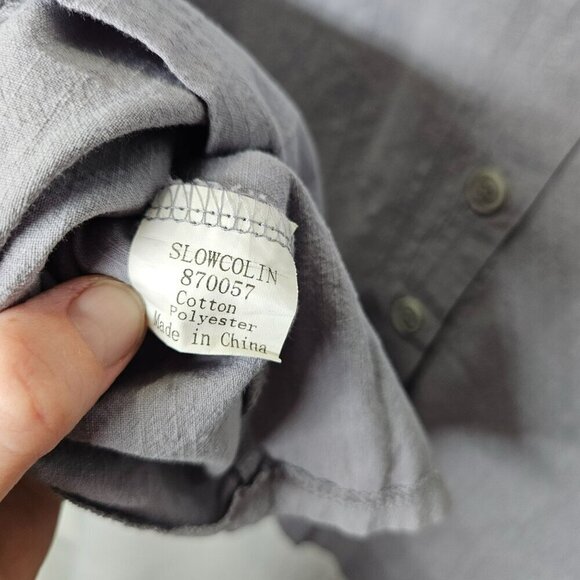 SLOWCOLIN
870057
Cotton
Polyester
Made in China